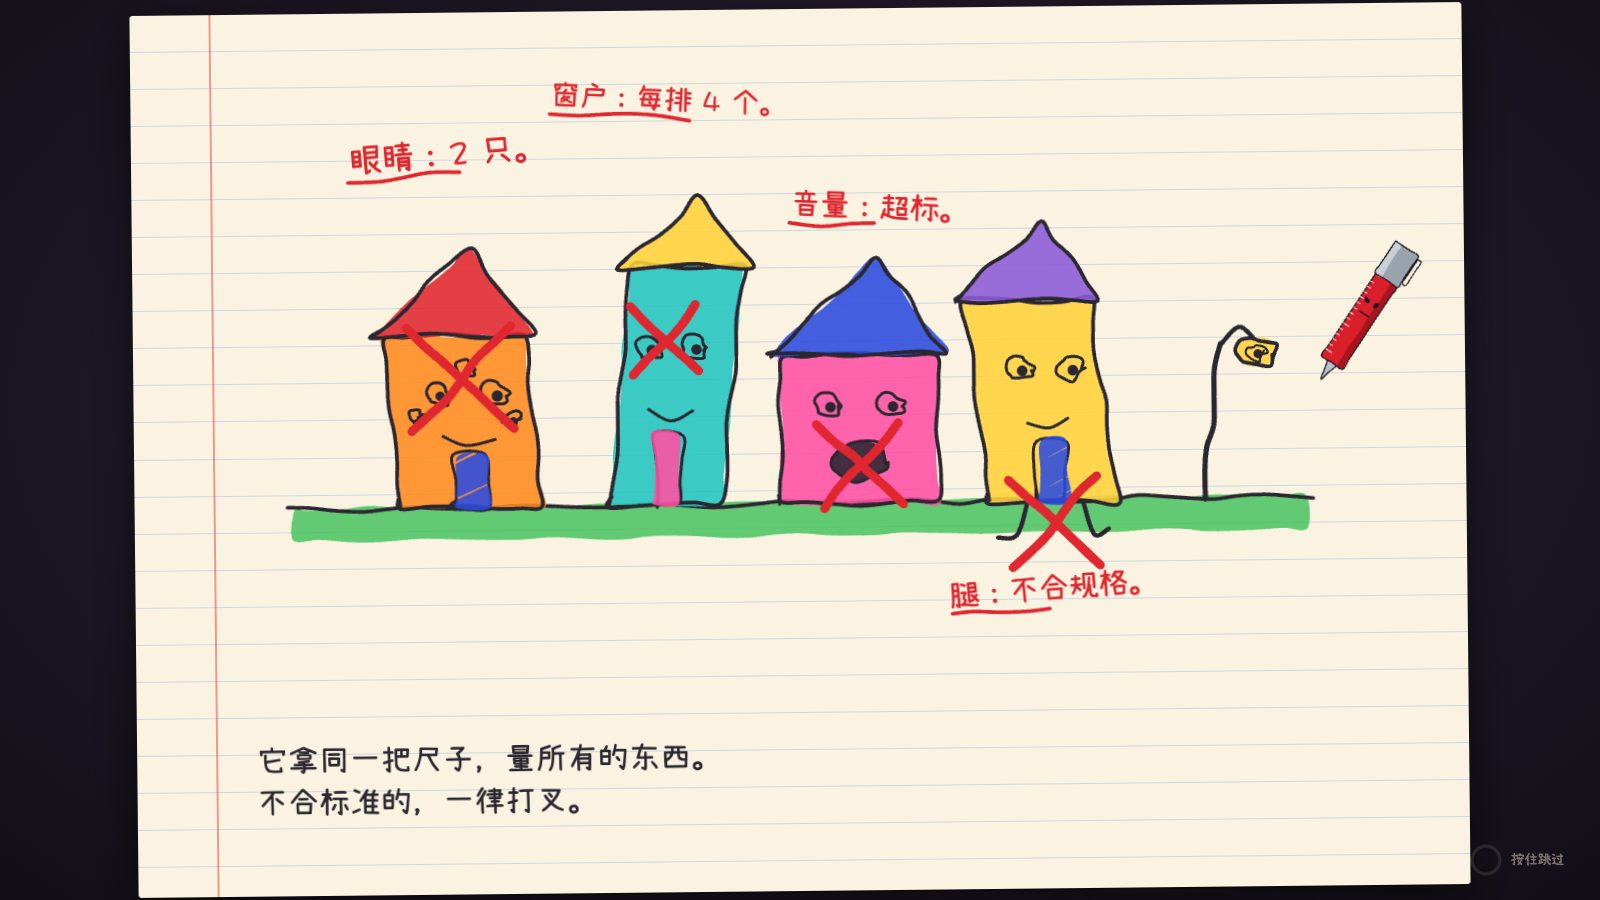 窗户：每排 4 个。
眼睛：2 只。
音量：超标。
腿：不合规格。
它拿同一把尺子，量所有的东西。
不合标准的，一律打叉。
按住跳过